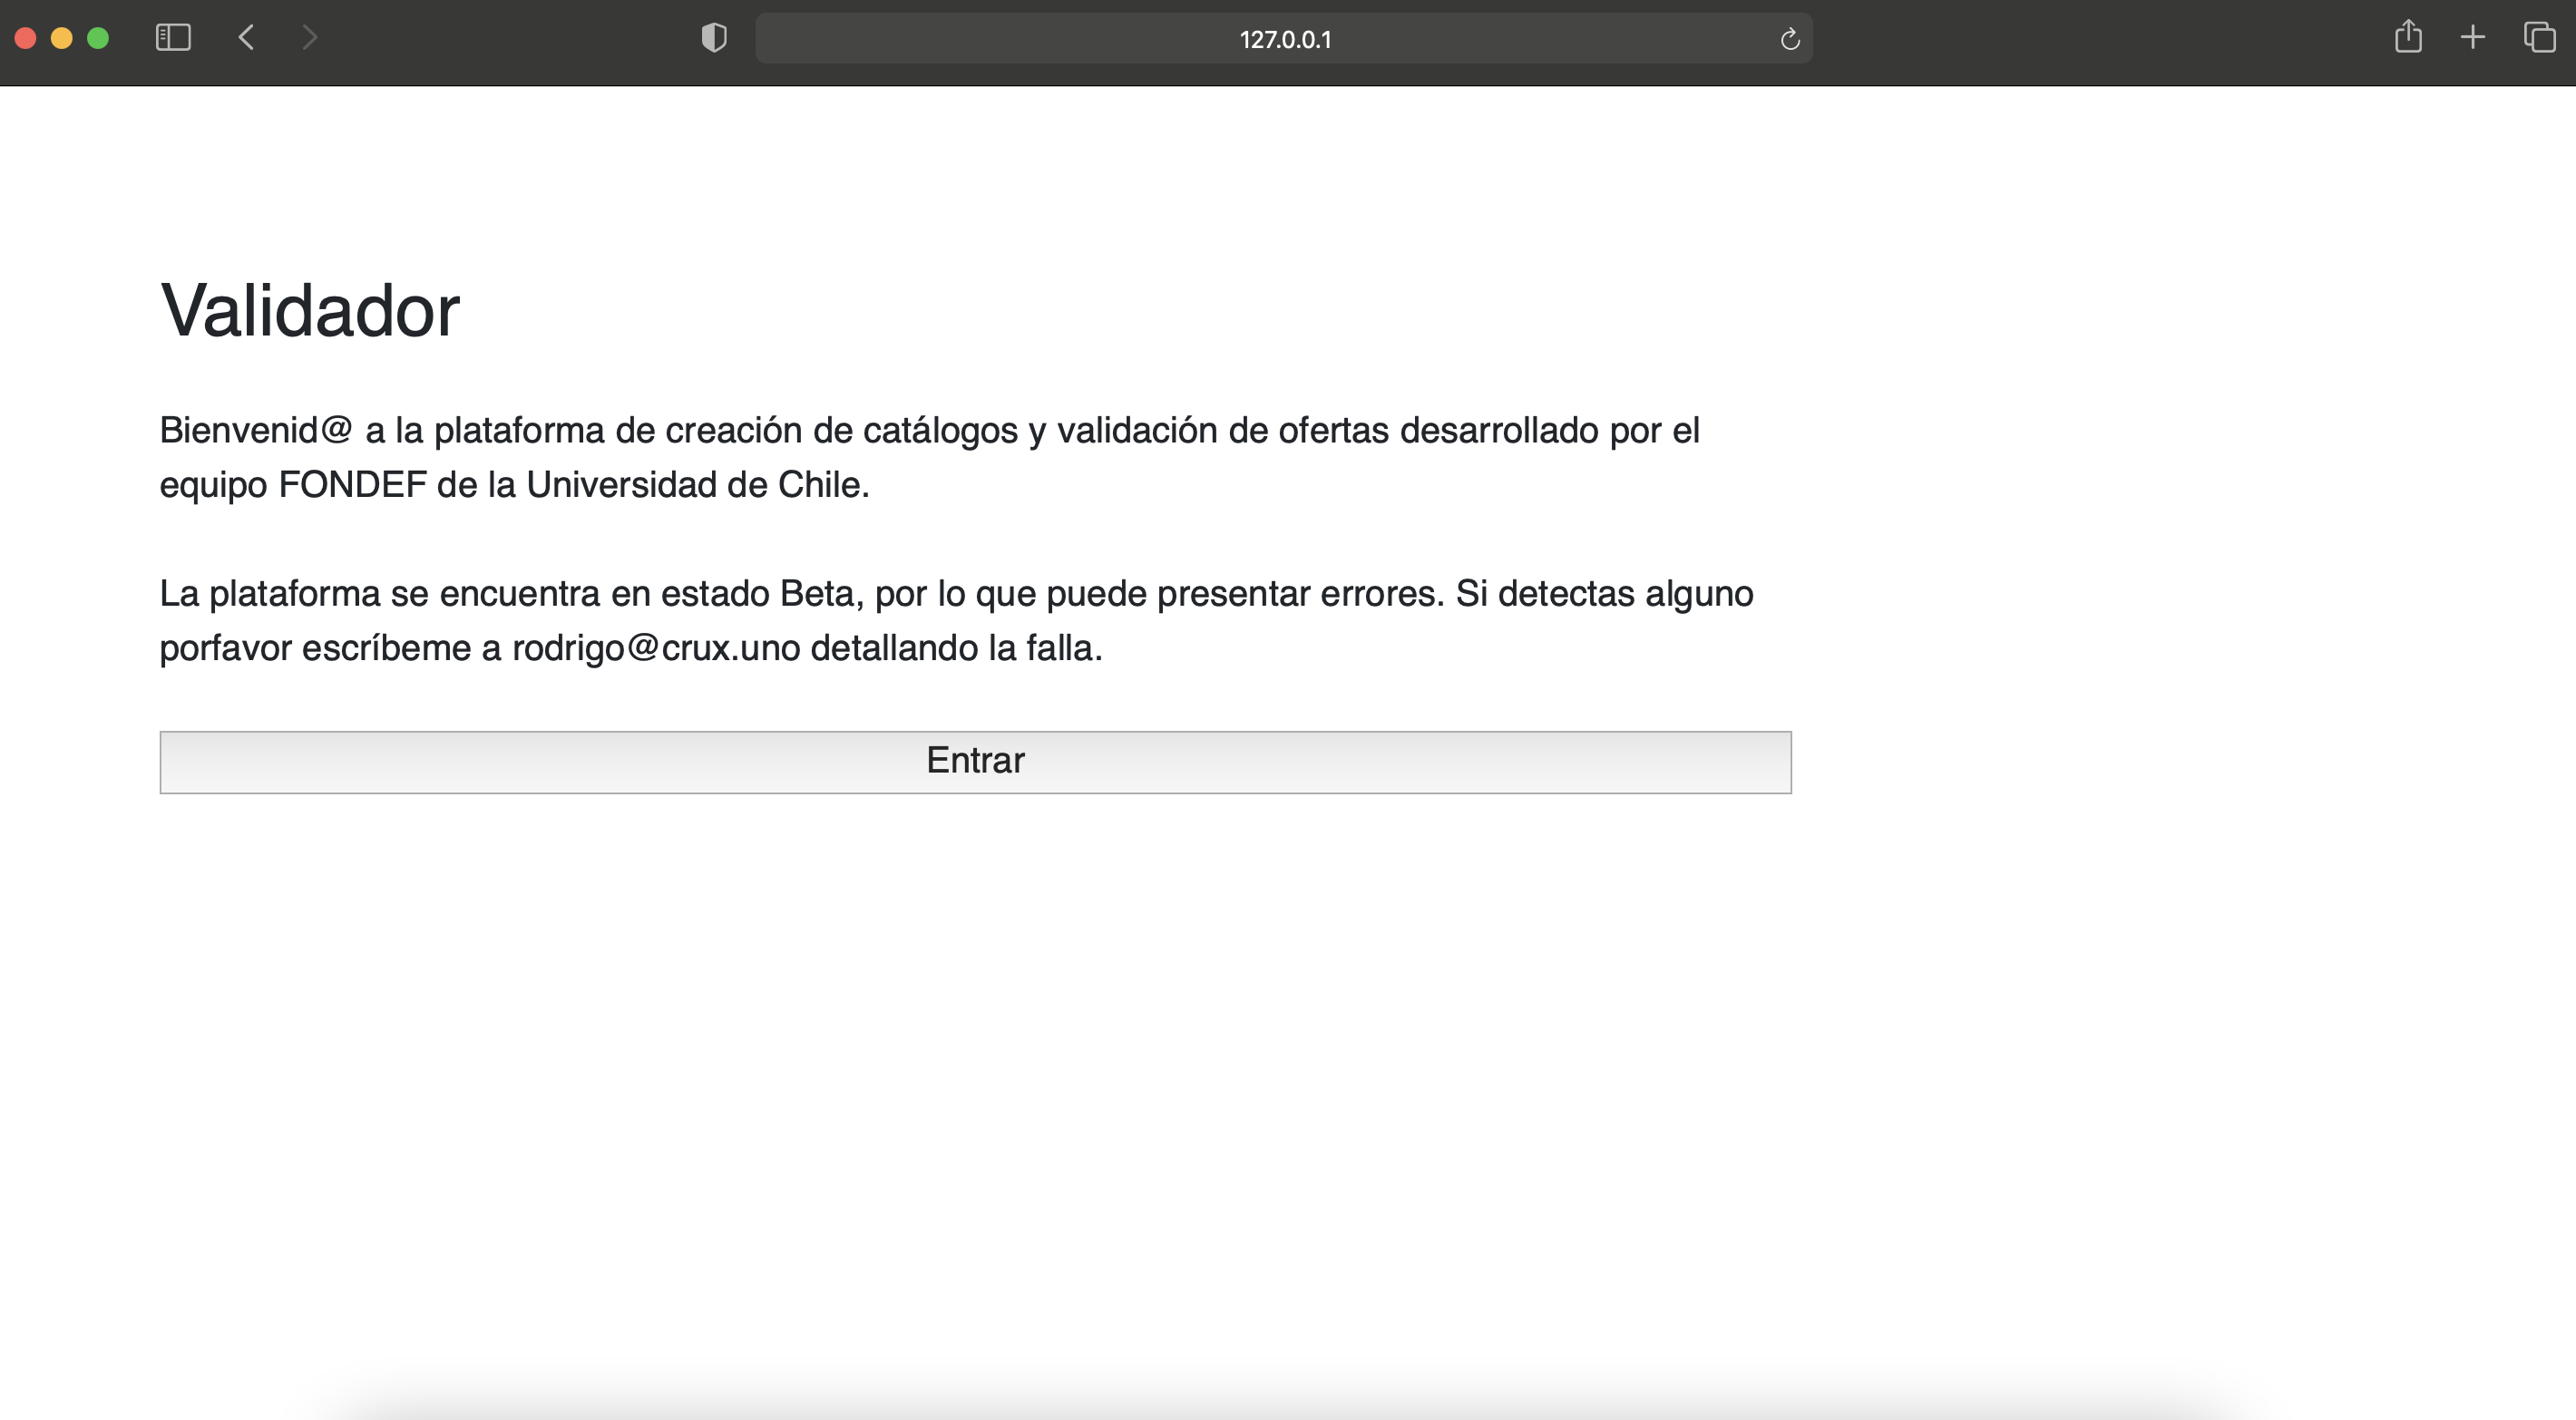 127.0.0.1
Validador
Bienvenid@ a la plataforma de creación de catálogos y validación de ofertas desarrollado por el
equipo FONDEF de la Universidad de Chile.
La plataforma se encuentra en estado Beta, por lo que puede presentar errores. Si detectas alguno
porfavor escríbeme a rodrigo@crux.uno detallando la falla.
Entrar